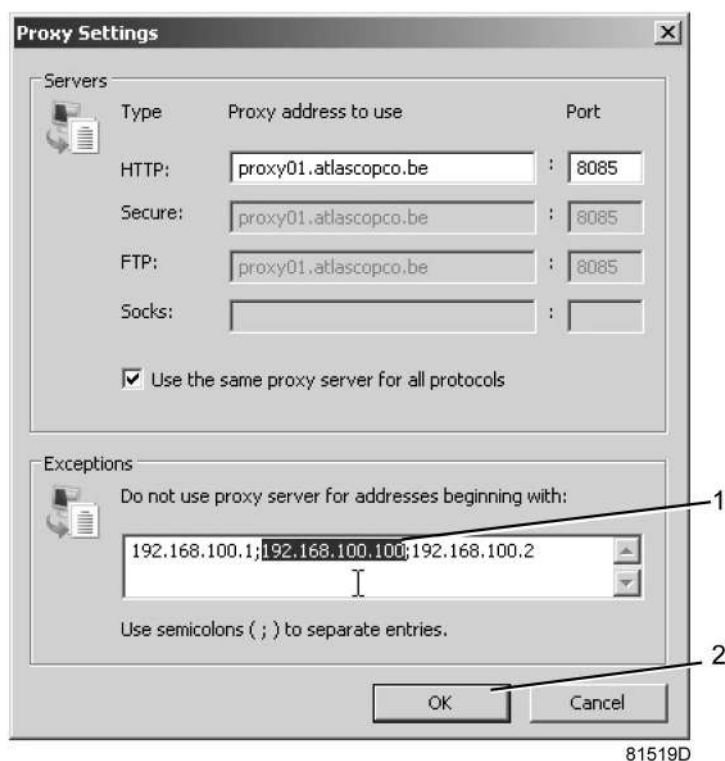 Proxy Settings
Servers
Type Proxy address to use Port
HTTP: proxy01.atlascopco.be : 8085
Secure: proxy01.atlascopco.be : 8085
FTP: proxy01.atlascopco.be : 8085
Socks: :
Use the same proxy server for all protocols
Exceptions
Do not use proxy server for addresses beginning with:
1
192.168.100.1;192.168.100.100;192.168.100.2
Use semicolons ( ; ) to separate entries.
2
OK Cancel
81519D